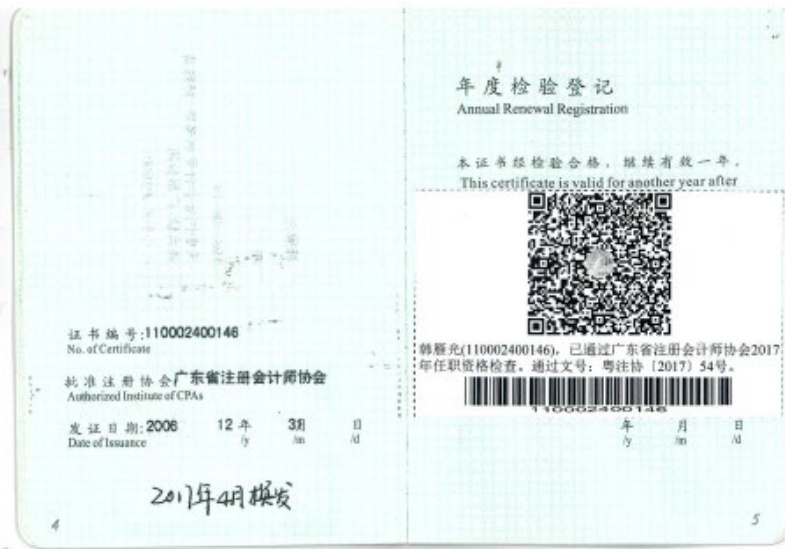 证书编号:110002400146
No. of Certificate
批准注册协会广东省注册会计师协会
Authorized Institute of CPAs
发证日期:2006 12年 3月 日
Date of Issuance /y /m /d
2017年4月换发
4
年度检验登记
Annual Renewal Registration
本证书经检验合格，继续有效一年。
This certificate is valid for another year after
韩雁光(110002400146)，已通过广东省注册会计师协会2017
年任职资格检查。通过文号：粤注协〔2017〕54号。
110002400146
年 月 日
/y /m /d
5